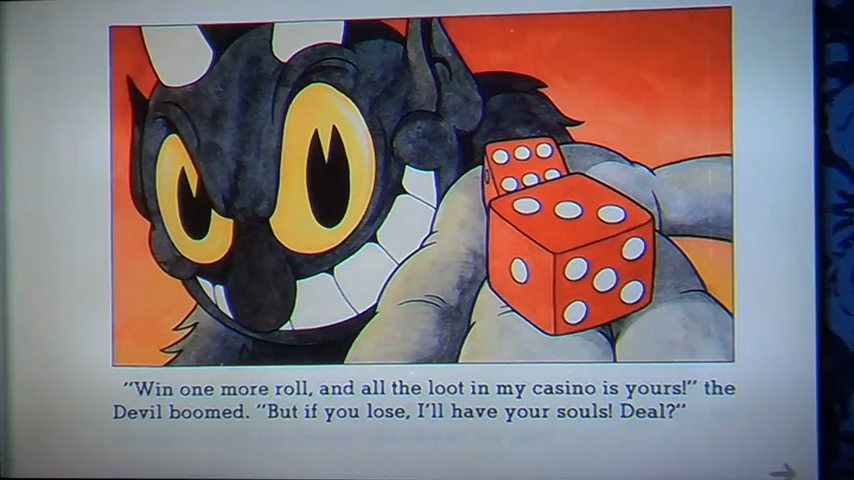 "Win one more roll, and all the loot in my casino is yours!" the
Devil boomed. "But if you lose, I'll have your souls! Deal?"